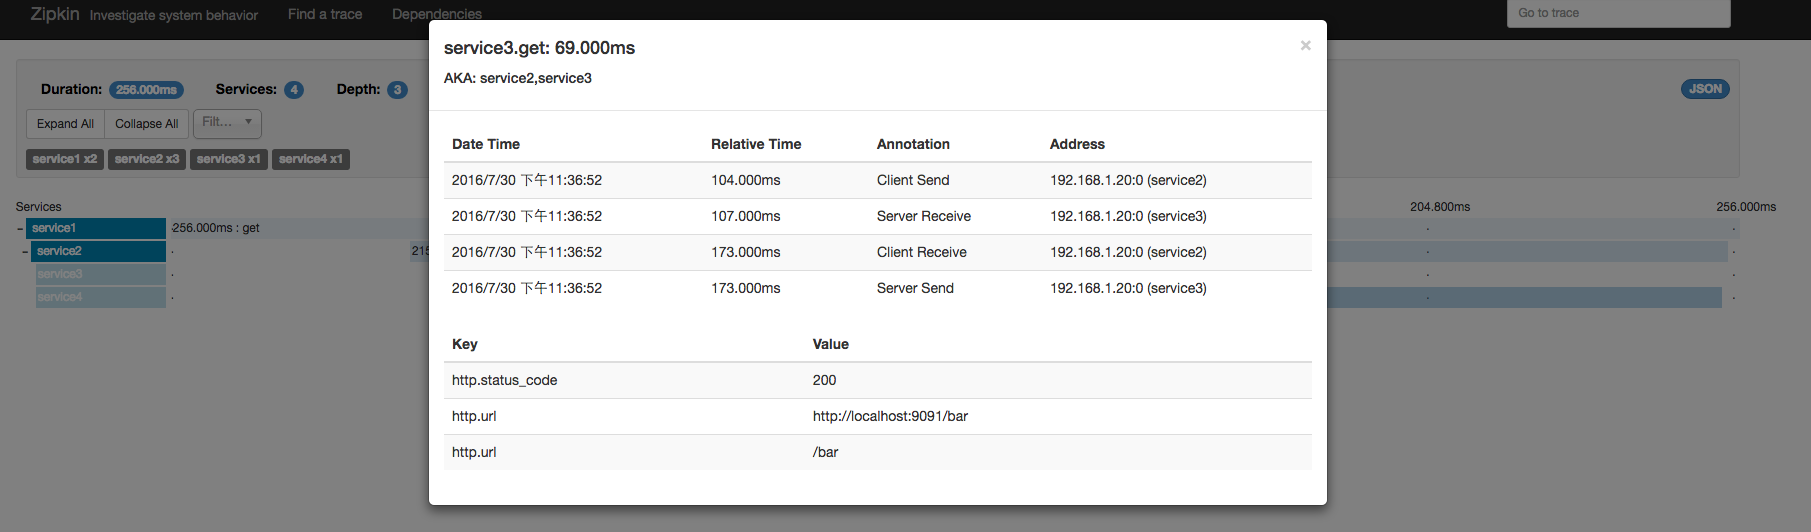 Zipkin Investigate system behavior Find a trace Dependencies Go to trace
service3.get: 69.000ms ×
AKA: service2,service3
Duration: 256.000ms Services: 4 Depth: 3 JSON
Expand All Collapse All Filt...
service1 x2 service2 x3 service3 x1 service4 x1
Date Time Relative Time Annotation Address
2016/7/30 下午11:36:52 104.000ms Client Send 192.168.1.20:0 (service2)
2016/7/30 下午11:36:52 107.000ms Server Receive 192.168.1.20:0 (service3)
2016/7/30 下午11:36:52 173.000ms Client Receive 192.168.1.20:0 (service2)
2016/7/30 下午11:36:52 173.000ms Server Send 192.168.1.20:0 (service3)
Key Value
http.status_code 200
http.url http://localhost:9091/bar
http.url /bar
Services 204.800ms 256.000ms
- service1 256.000ms : get
- service2 215
service3
service4